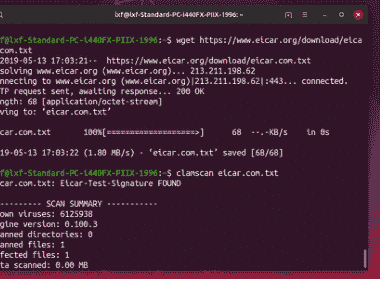 lxf@lxf-Standard-PC-i440FX-PIIX-1996: ~
f@lxf-Standard-PC-i440FX-PIIX-1996:~$ wget https://www.eicar.org/download/eica
com.txt
2019-05-13 17:03:21-- https://www.eicar.org/download/eicar.com.txt
solving www.eicar.org (www.eicar.org)... 213.211.198.62
nnecting to www.eicar.org (www.eicar.org)|213.211.198.62|:443... connected.
TP request sent, awaiting response... 200 OK
ngth: 68 [application/octet-stream]
ving to: ‘eicar.com.txt’
car.com.txt 100%[===================>] 68 --.-KB/s in 0s
19-05-13 17:03:22 (1.80 MB/s) - ‘eicar.com.txt’ saved [68/68]
f@lxf-Standard-PC-i440FX-PIIX-1996:~$ clamscan eicar.com.txt
car.com.txt: Eicar-Test-Signature FOUND
--------- SCAN SUMMARY -----------
own viruses: 6125938
gine version: 0.100.3
anned directories: 0
anned files: 1
fected files: 1
ta scanned: 0.00 MB